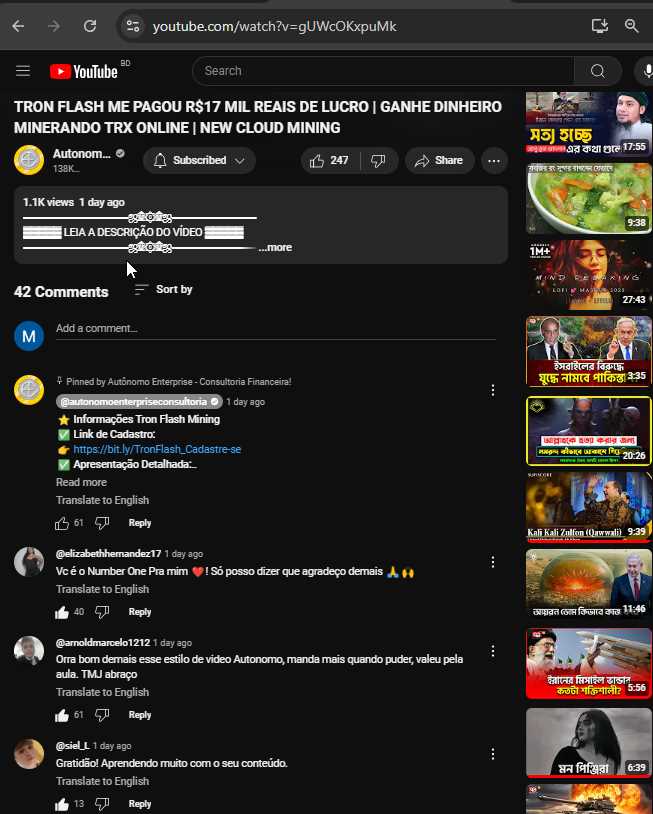 youtube.com/watch?v=gUWcOKxpuMk
YouTube BD
Search
TRON FLASH ME PAGOU R$17 MIL REAIS DE LUCRO | GANHE DINHEIRO
MINERANDO TRX ONLINE | NEW CLOUD MINING
Autonom...
138K...
Subscribed
247
Share
1.1K views 1 day ago
LEIA A DESCRIÇÃO DO VÍDEO
...more
42 Comments
Sort by
M
Add a comment...
Pinned by Autônomo Enterprise - Consultoria Financeira!
@autonomoenterpriseconsultoria 1 day ago
⭐ Informações Tron Flash Mining
✅ Link de Cadastro:
👉 https://bit.ly/TronFlash_Cadastre-se
✅ Apresentação Detalhada:..
Read more
Translate to English
61
Reply
@elizabethhernandez17 1 day ago
Vc é o Number One Pra mim ❤️ ! Só posso dizer que agradeço demais 🙏🙌
Translate to English
40
Reply
@arnoldmarcelo1212 1 day ago
Orra bom demais esse estilo de video Autonomo, manda mais quando puder, valeu pela
aula. TMJ abraço
Translate to English
61
Reply
@siel_L 1 day ago
Gratidão! Aprendendo muito com o seu conteúdo.
Translate to English
13
Reply
সত্য হচ্ছে
এর কথা
17:55
9:38
1M+
MIND RELAXING
27:43
ইসরাইলের বিরুদ্ধে
যুদ্ধে নামবে
3:35
আল্লাহকে হত্যা করার জন্য
20:26
Kali Kali Zulfon (Qawwali)
9:39
আয়রন ডোম কিভাবে কাজ
11:46
ইরানের মিসাইল ভান্ডার
কতটা শক্তিশালী?
5:56
মন পিঞ্জিরা
6:39